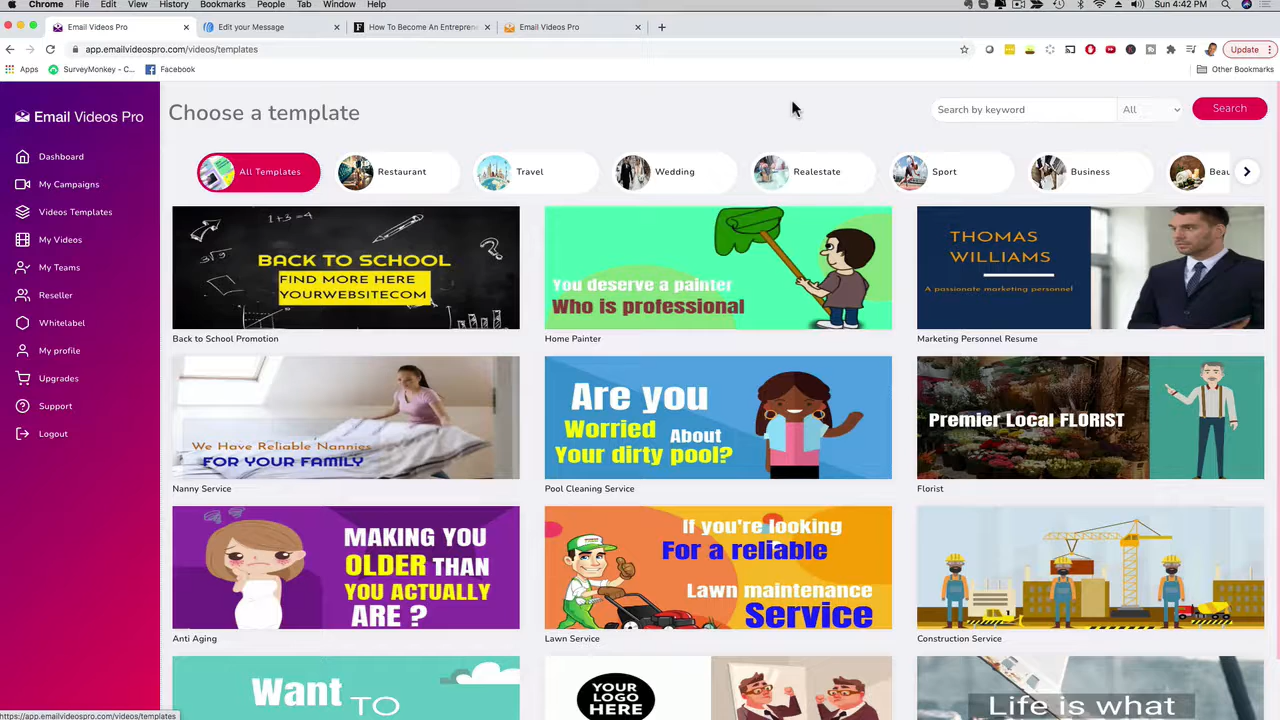 Chrome File Edit View History Bookmarks People Tab Window Help
Sun 4:42 PM
Email Videos Pro
Edit your Message
How To Become An Entrepren
Email Videos Pro
app.emailvideospro.com/videos/templates
Update
Apps
SurveyMonkey - C...
Facebook
Other Bookmarks
Email Videos Pro
Dashboard
My Campaigns
Videos Templates
My Videos
My Teams
Reseller
Whitelabel
My profile
Upgrades
Support
Logout
Choose a template
Search by keyword
All
Search
All Templates
Restaurant
Travel
Wedding
Realestate
Sport
Business
Beau
1+3 =4
?
BACK TO SCHOOL
FIND MORE HERE
YOURWEBSITECOM
Back to School Promotion
You deserve a painter
Who is professional
Home Painter
THOMAS
WILLIAMS
A passionate marketing personnel
Marketing Personnel Resume
We Have Reliable Nannies
FOR YOUR FAMILY
Nanny Service
Are you
Worried About
Your dirty pool?
Pool Cleaning Service
Premier Local FLORIST
Florist
MAKING YOU
OLDER THAN
YOU ACTUALLY
ARE ?
Anti Aging
If you're looking
For a reliable
Lawn maintenance
Service
Lawn Service
Construction Service
Want TO
YOUR
LOGO
HERE
Life is what
https://app.emailvideospro.com/videos/templates